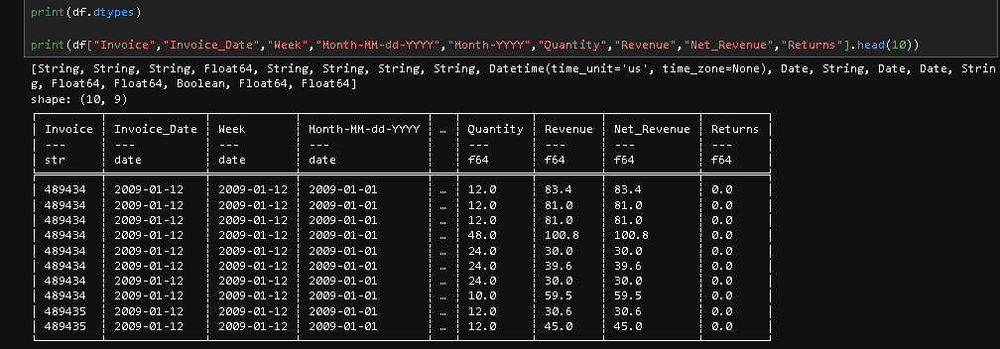 print(df.dtypes)
print(df["Invoice","Invoice_Date","Week","Month-MM-dd-YYYY","Month-YYYY","Quantity","Revenue","Net_Revenue","Returns"].head(10))
[String, String, String, Float64, String, String, String, String, Datetime(time_unit='us', time_zone=None), Date, String, Date, Date, Strin
g, Float64, Float64, Boolean, Float64, Float64]
shape: (10, 9)
Invoice Invoice_Date Week Month-MM-dd-YYYY … Quantity Revenue Net_Revenue Returns
--- --- --- --- --- --- --- ---
str date date date f64 f64 f64 f64
489434 2009-01-12 2009-01-12 2009-01-01 … 12.0 83.4 83.4 0.0
489434 2009-01-12 2009-01-12 2009-01-01 … 12.0 81.0 81.0 0.0
489434 2009-01-12 2009-01-12 2009-01-01 … 12.0 81.0 81.0 0.0
489434 2009-01-12 2009-01-12 2009-01-01 … 48.0 100.8 100.8 0.0
489434 2009-01-12 2009-01-12 2009-01-01 … 24.0 30.0 30.0 0.0
489434 2009-01-12 2009-01-12 2009-01-01 … 24.0 39.6 39.6 0.0
489434 2009-01-12 2009-01-12 2009-01-01 … 24.0 30.0 30.0 0.0
489434 2009-01-12 2009-01-12 2009-01-01 … 10.0 59.5 59.5 0.0
489435 2009-01-12 2009-01-12 2009-01-01 … 12.0 30.6 30.6 0.0
489435 2009-01-12 2009-01-12 2009-01-01 … 12.0 45.0 45.0 0.0